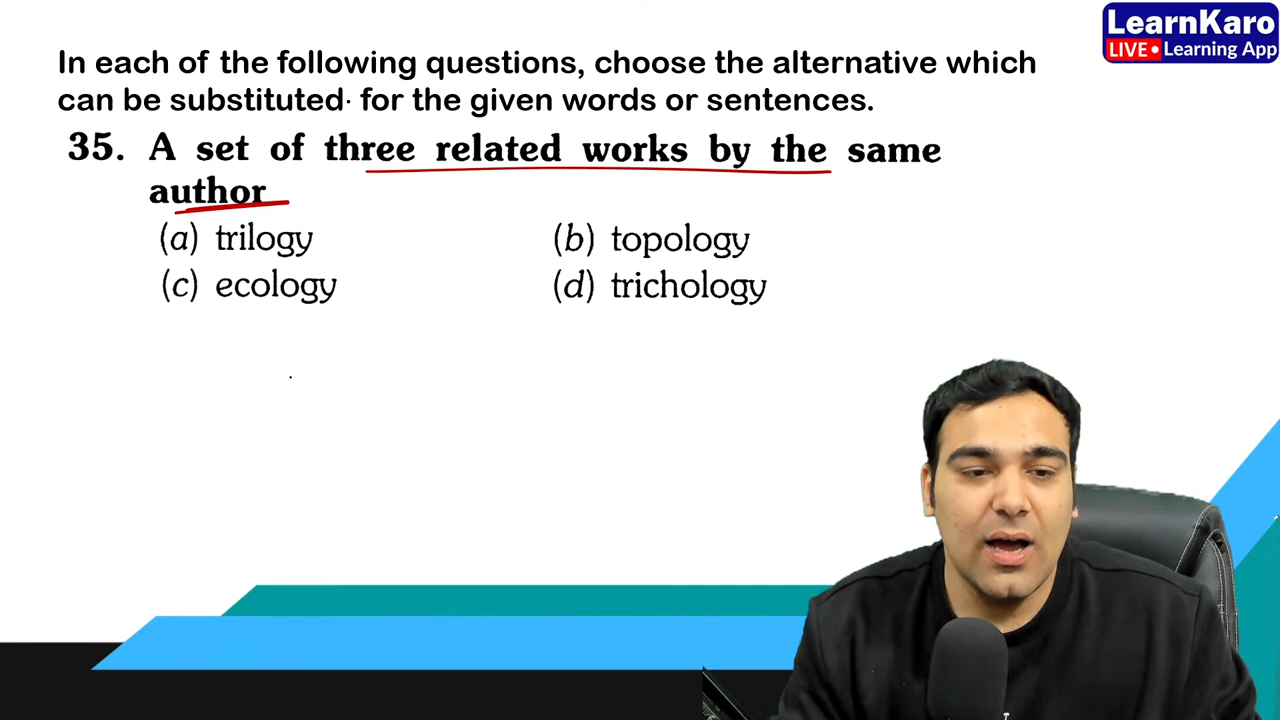 LearnKaro
LIVE • Learning App
In each of the following questions, choose the alternative which
can be substituted· for the given words or sentences.
35. A set of three related works by the same
author
(a) trilogy (b) topology
(c) ecology (d) trichology